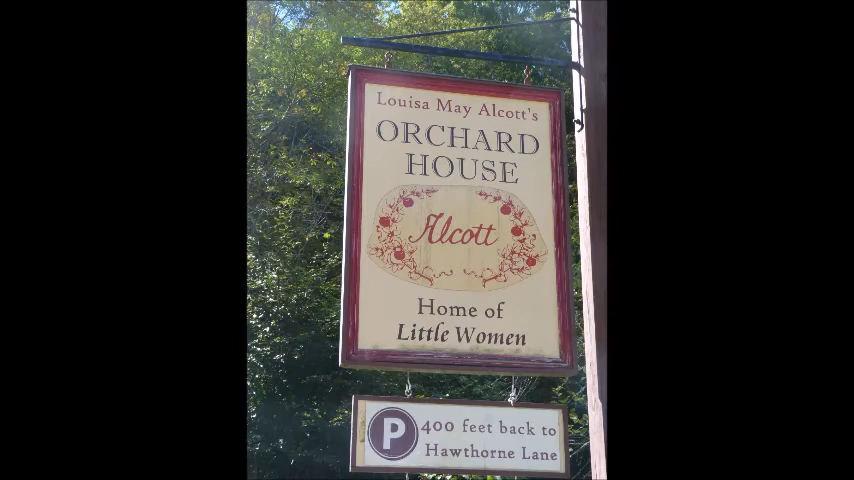 Louisa May Alcott's
ORCHARD
HOUSE
Alcott
Home of
Little Women
P
400 feet back to
Hawthorne Lane